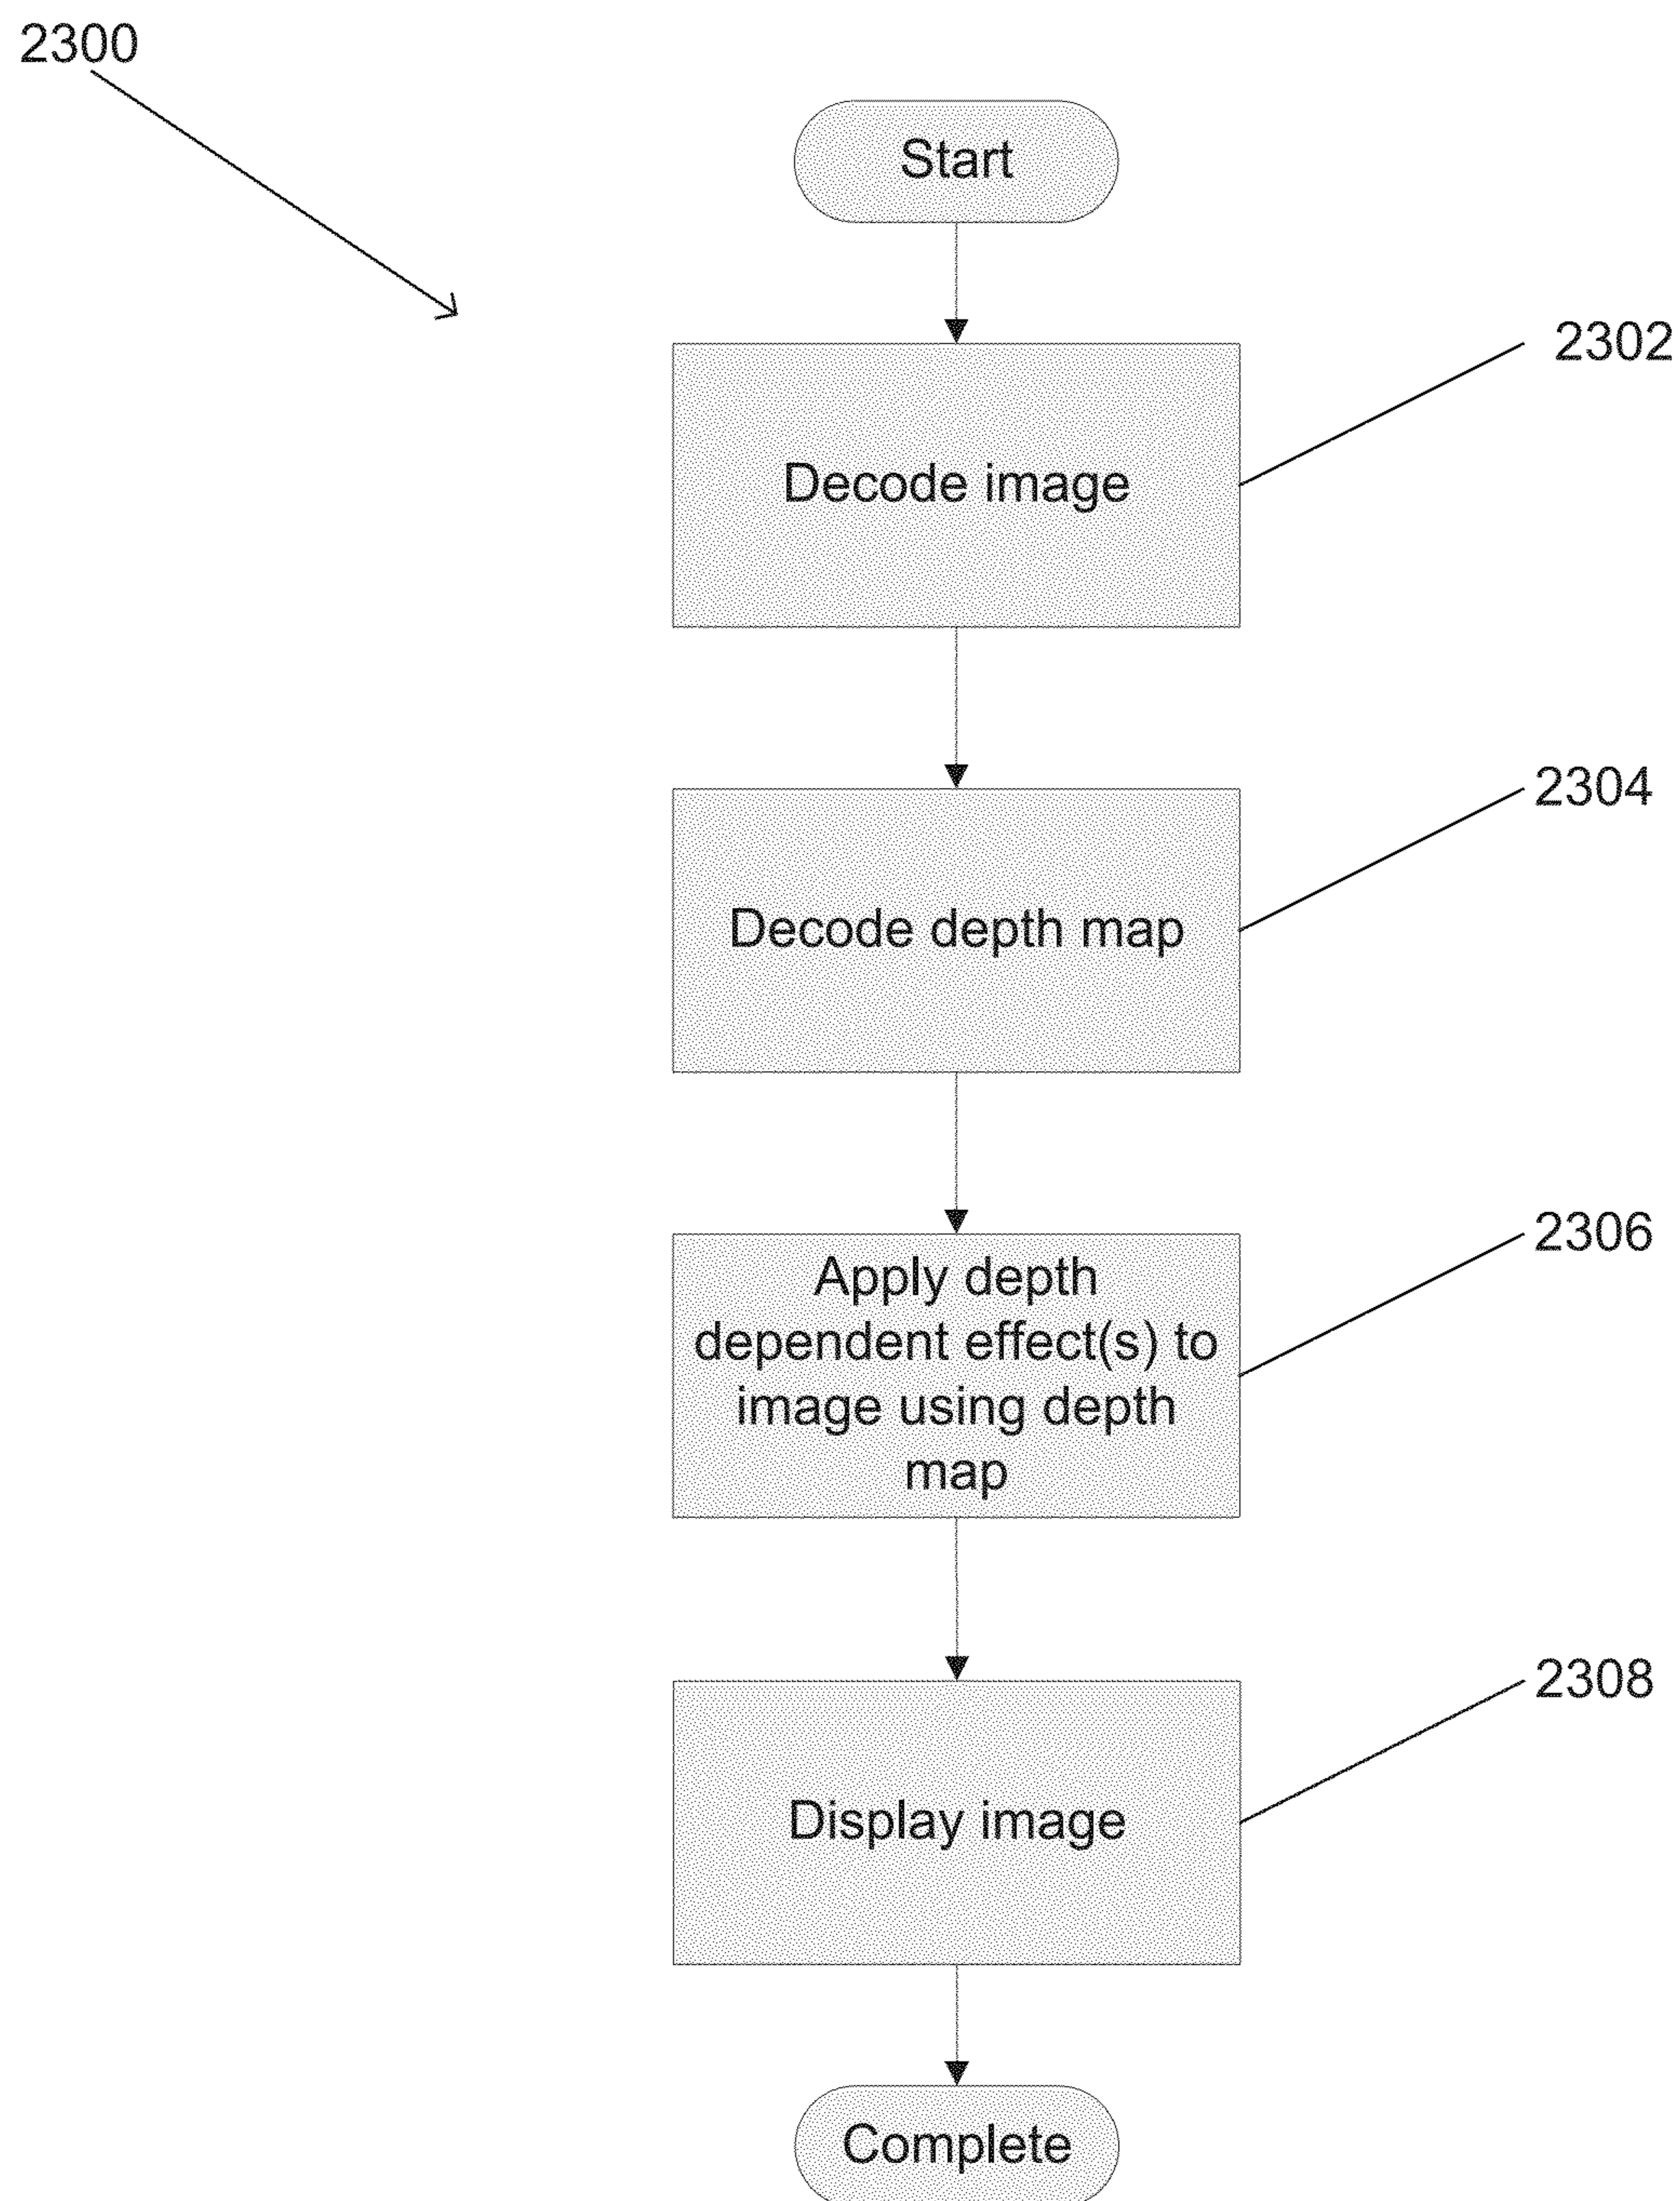 2300
Start
2302
Decode image
2304
Decode depth map
2306
Apply depth
dependent effect(s) to
image using depth
map
2308
Display image
Complete